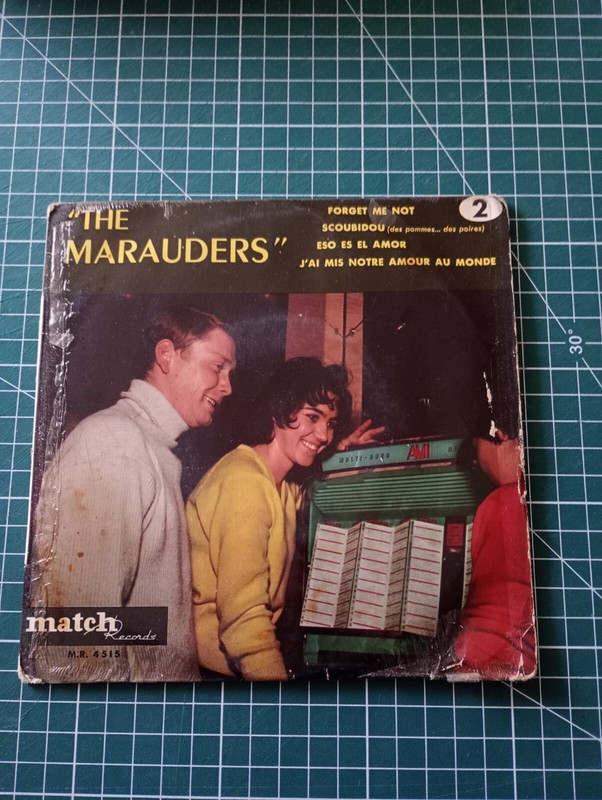 "THE
MARAUDERS"
2
FORGET ME NOT
SCOUBIDOU (des pommes... des poires)
ESO ES EL AMOR
J'AI MIS NOTRE AMOUR AU MONDE
30°
AMI
match
Records
M.R. 4515